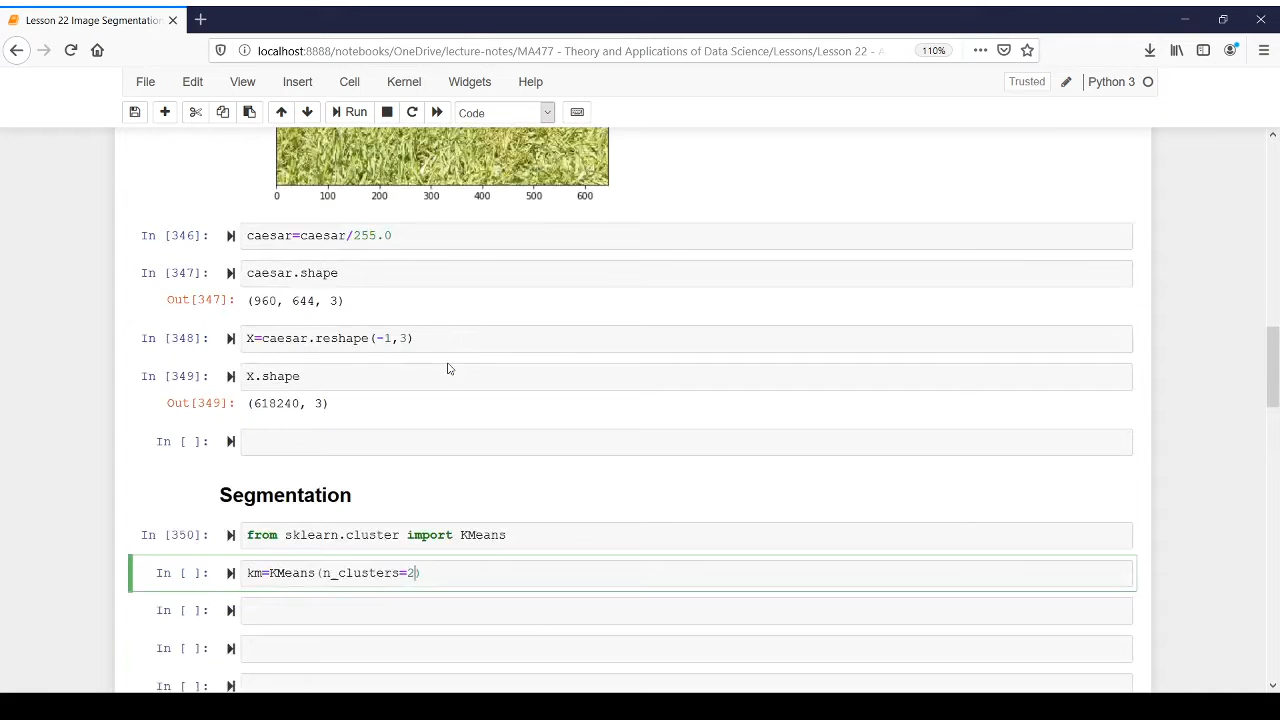 Lesson 22 Image Segmentation
localhost:8888/notebooks/OneDrive/lecture-notes/MA477 - Theory and Applications of Data Science/Lessons/Lesson 22 - A
110%
File Edit View Insert Cell Kernel Widgets Help
Trusted Python 3
Run Code
0 100 200 300 400 500 600
In [346]: caesar=caesar/255.0
In [347]: caesar.shape
Out[347]: (960, 644, 3)
In [348]: X=caesar.reshape(-1,3)
In [349]: X.shape
Out[349]: (618240, 3)
In [ ]:
Segmentation
In [350]: from sklearn.cluster import KMeans
In [ ]: km=KMeans(n_clusters=2)
In [ ]:
In [ ]:
In [ ]: